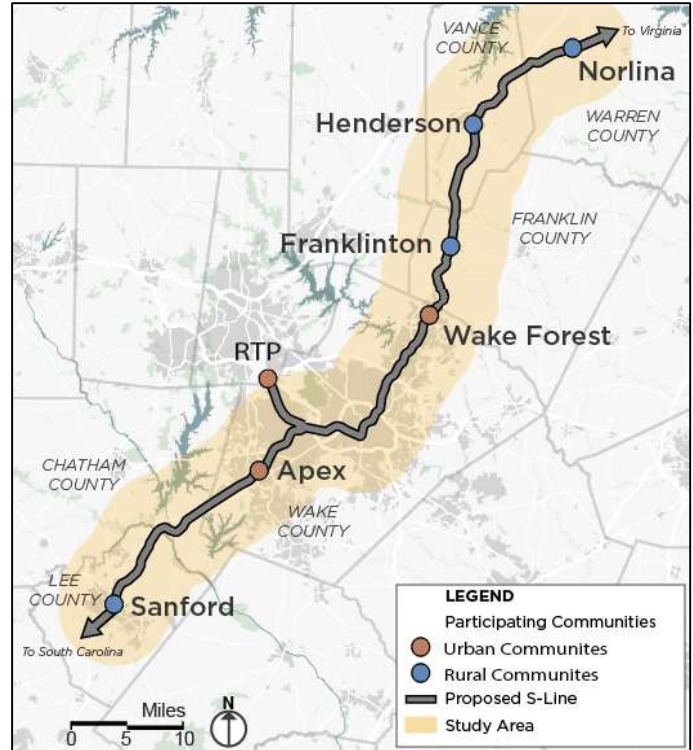 VANCE
COUNTY
To Virginia
Norlina
Henderson
WARREN
COUNTY
Franklinton
FRANKLIN
COUNTY
Wake Forest
RTP
Apex
CHATHAM
COUNTY
WAKE
COUNTY
LEE
COUNTY
Sanford
To South Carolina
Miles
0 5 10
N
LEGEND
Participating Communities
Urban Communites
Rural Communites
Proposed S-Line
Study Area